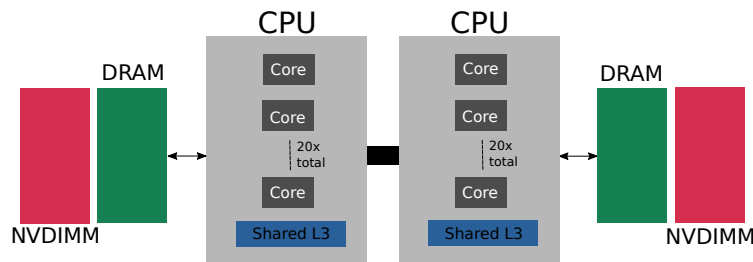 CPU
CPU
DRAM
DRAM
Core
Core
Core
Core
20x
total
20x
total
Core
Core
NVDIMM
NVDIMM
Shared L3
Shared L3